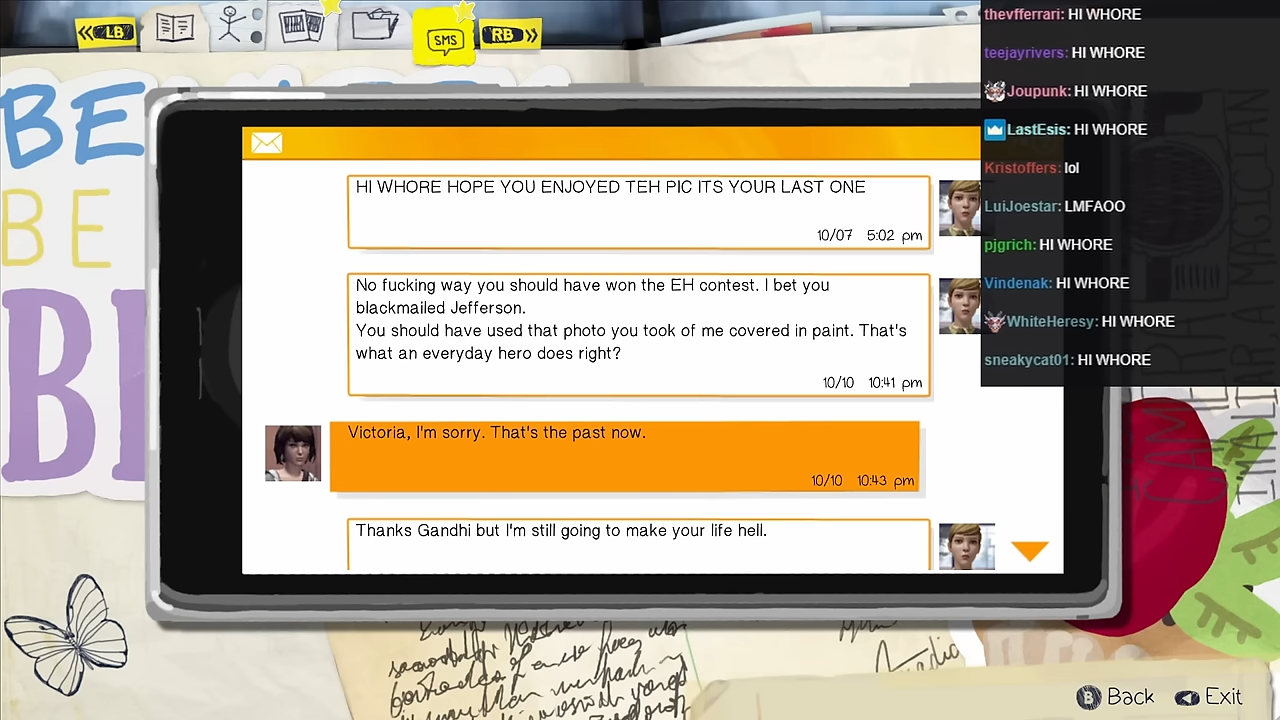 LB
SMS
RB
HI WHORE HOPE YOU ENJOYED TEH PIC ITS YOUR LAST ONE
10/07 5:02 pm
No fucking way you should have won the EH contest. I bet you
blackmailed Jefferson.
You should have used that photo you took of me covered in paint. That's
what an everyday hero does right?
10/10 10:41 pm
Victoria, I'm sorry. That's the past now.
10/10 10:43 pm
Thanks Gandhi but I'm still going to make your life hell.
thevfferrari: HI WHORE
teejayrivers: HI WHORE
Joupunk: HI WHORE
LastEsis: HI WHORE
Kristoffers: lol
LuiJoestar: LMFAOO
pjgrich: HI WHORE
Vindenak: HI WHORE
WhiteHeresy: HI WHORE
sneakycat01: HI WHORE
BE
BE
B
B Back
Exit